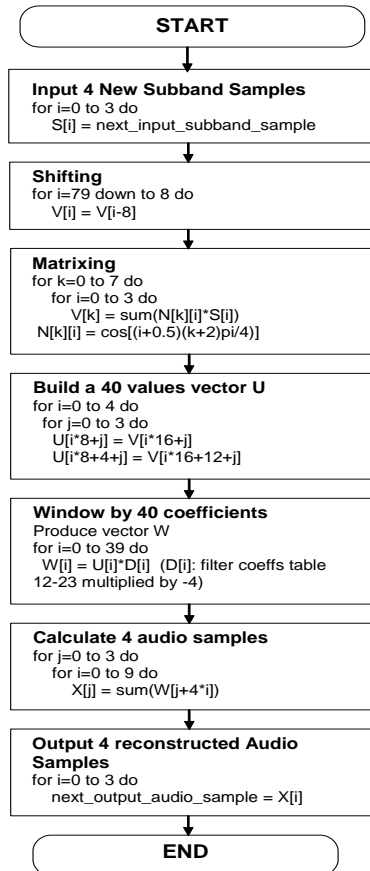 START
Input 4 New Subband Samples
for i=0 to 3 do
S[i] = next_input_subband_sample
Shifting
for i=79 down to 8 do
V[i] = V[i-8]
Matrixing
for k=0 to 7 do
for i=0 to 3 do
V[k] = sum(N[k][i]*S[i])
N[k][i] = cos[(i+0.5)(k+2)pi/4)]
Build a 40 values vector U
for i=0 to 4 do
for j=0 to 3 do
U[i*8+j] = V[i*16+j]
U[i*8+4+j] = V[i*16+12+j]
Window by 40 coefficients
Produce vector W
for i=0 to 39 do
W[i] = U[i]*D[i]  (D[i]: filter coeffs table
12-23 multiplied by -4)
Calculate 4 audio samples
for j=0 to 3 do
for i=0 to 9 do
X[j] = sum(W[j+4*i])
Output 4 reconstructed Audio
Samples
for i=0 to 3 do
next_output_audio_sample = X[i]
END